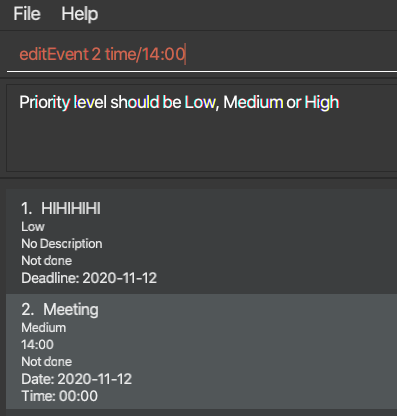 File Help
editEvent 2 time/14:00
Priority level should be Low, Medium or High
1. HIHIHIHI
Low
No Description
Not done
Deadline: 2020-11-12
2. Meeting
Medium
14:00
Not done
Date: 2020-11-12
Time: 00:00